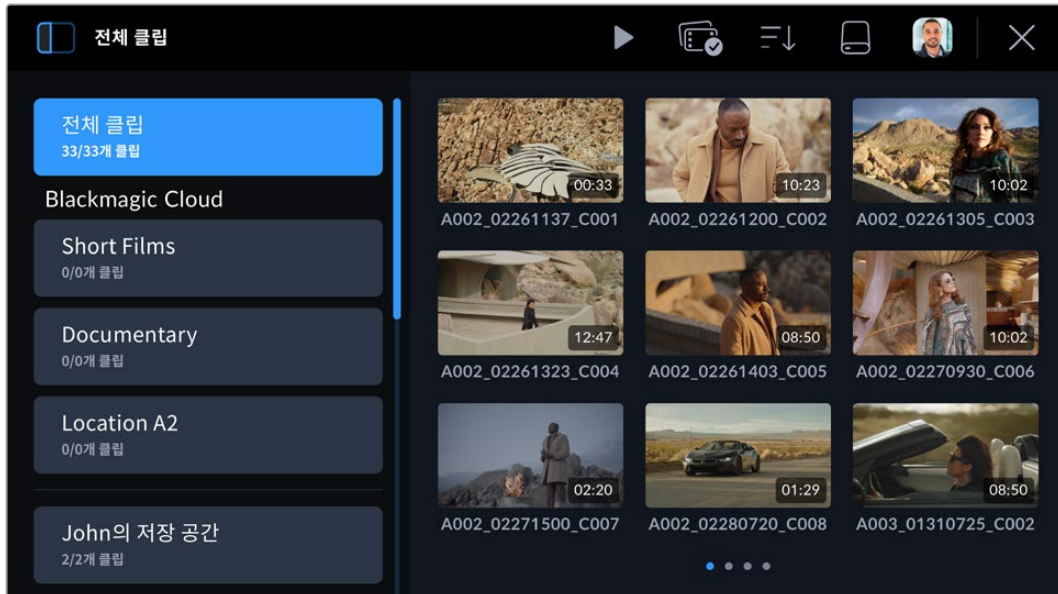 전체 클립
전체 클립
33/33개 클립
Blackmagic Cloud
Short Films
0/0개 클립
Documentary
0/0개 클립
Location A2
0/0개 클립
John의 저장 공간
2/2개 클립
00:33
10:23
10:02
A002_02261137_C001
A002_02261200_C002
A002_02261305_C003
12:47
08:50
10:02
A002_02261323_C004
A002_02261403_C005
A002_02270930_C006
02:20
01:29
08:50
A002_02271500_C007
A002_02280720_C008
A003_01310725_C002